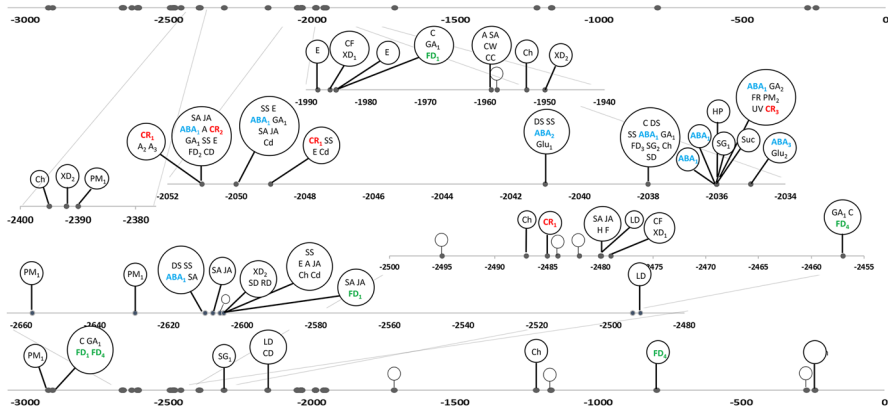 -3000 -2500 -2000 -1500 -1000 -500 0
E
CF
XD₁
E
C
GA₁
FD₁
A SA
CW
CC
Ch
XD₂
-1990 -1980 -1970 -1960 -1950 -1940
Ch
XD₂
PM₁
-2400 -2390 -2380
CR₁
A₂ A₃
SA JA
ABA₁ A CR₂
GA₁ SS E
FD₂ CD
SS E
ABA₁ GA₁
SA JA
Cd
CR₁ SS
E Cd
DS SS
ABA₂
Glu₁
C DS
SS ABA₁ GA₁
FD₃ SG₂ Ch
SD
HP
SG₁
Suc
ABA₁ GA₂
FR PM₂
UV CR₃
Glu₂
-2052 -2050 -2048 -2044 -2042 -2040 -2038 -2036 -2034
Ch
CR₁
SA JA
H F
LD
CF
XD₁
GA₁ C
FD₄
-2500 -2495 -2490 -2485 -2480 -2475 -2470 -2465 -2460 -2455
PM₁
PM₁
DS SS
ABA₁ SA
SA JA
XD₂
SD RD
SS
E A JA
Ch Cd
SA JA
FD₁
LD
-2660 -2640 -2620 -2600 -2580 -2560 -2540 -2520 -2500 -2480
PM₁
C GA₁
FD₁ FD₄
SG₁
LD
CD
Ch
FD₄
-3000 -2500 -2000 -1500 -1000 -500 0